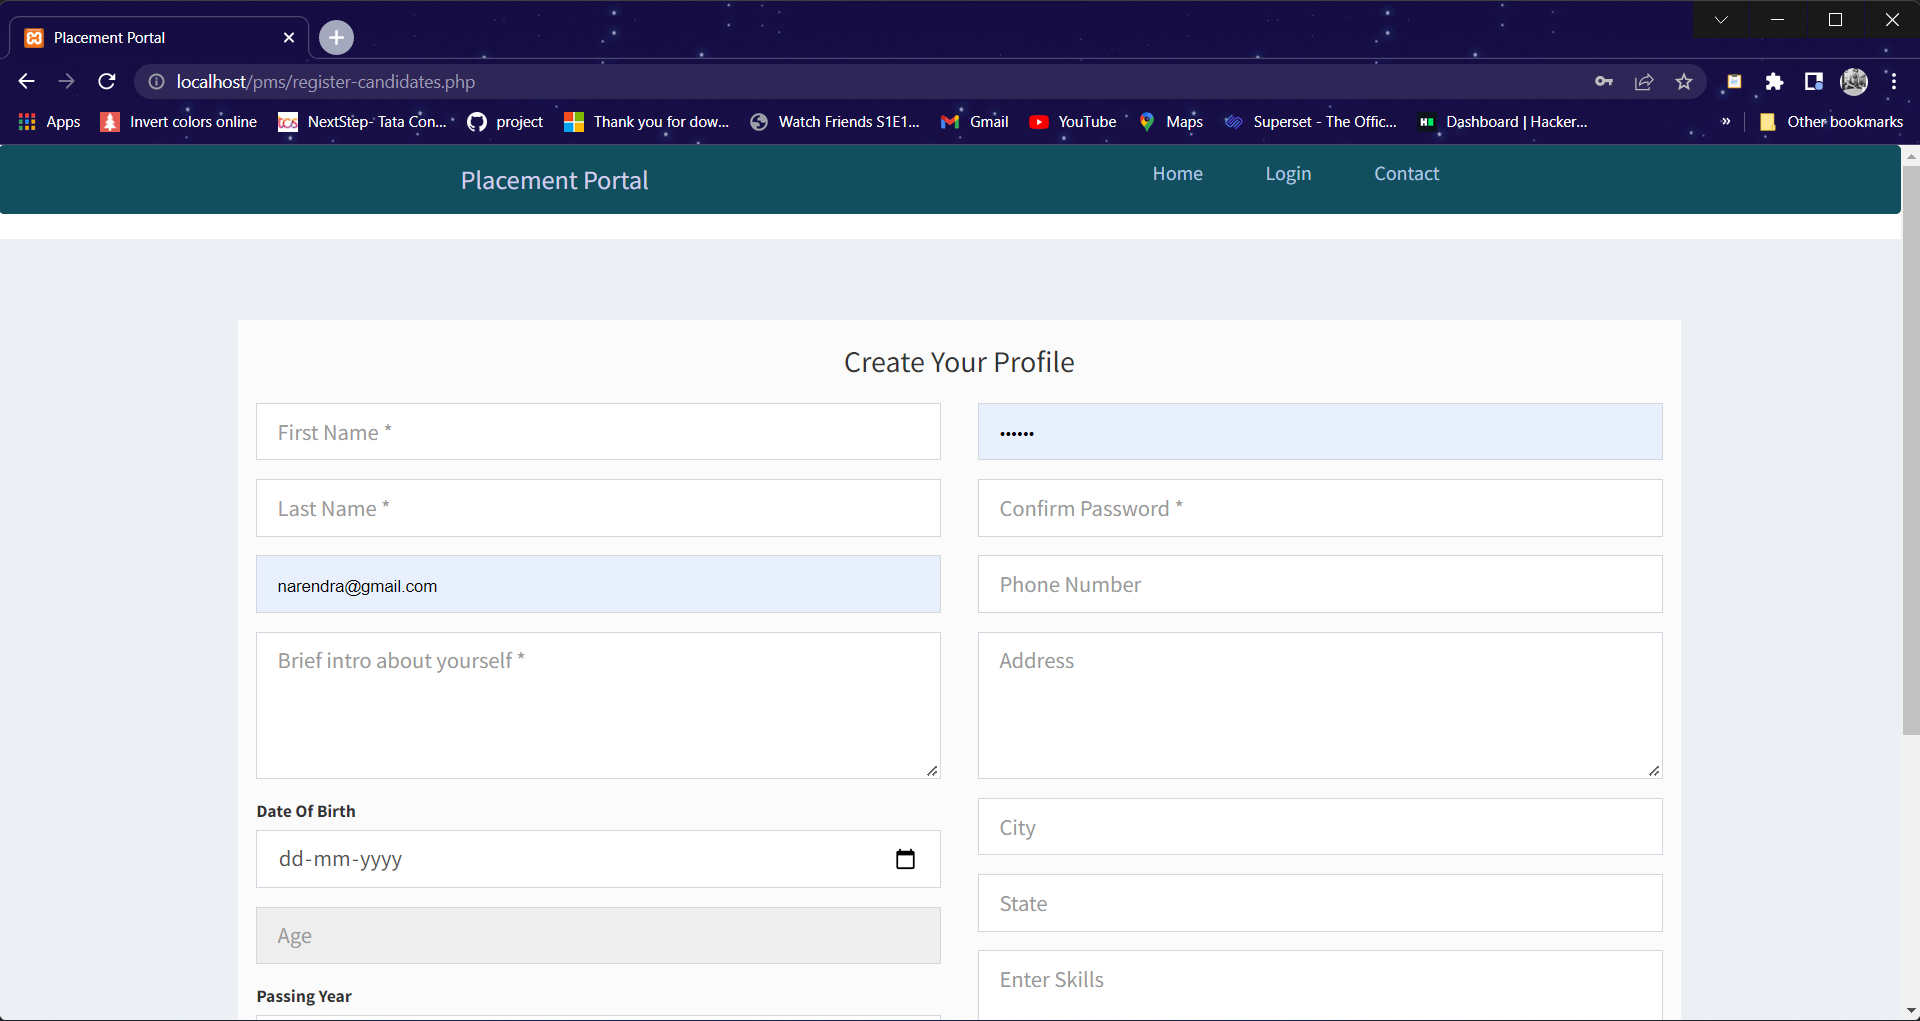 Placement Portal
localhost/pms/register-candidates.php
Apps
Invert colors online
NextStep- Tata Con...
project
Thank you for dow...
Watch Friends S1E1...
Gmail
YouTube
Maps
Superset - The Offic...
Dashboard | Hacker...
»
Other bookmarks
Placement Portal
Home
Login
Contact
Create Your Profile
First Name *
••••••
Last Name *
Confirm Password *
narendra@gmail.com
Phone Number
Brief intro about yourself *
Address
Date Of Birth
City
dd-mm-yyyy
State
Age
Enter Skills
Passing Year